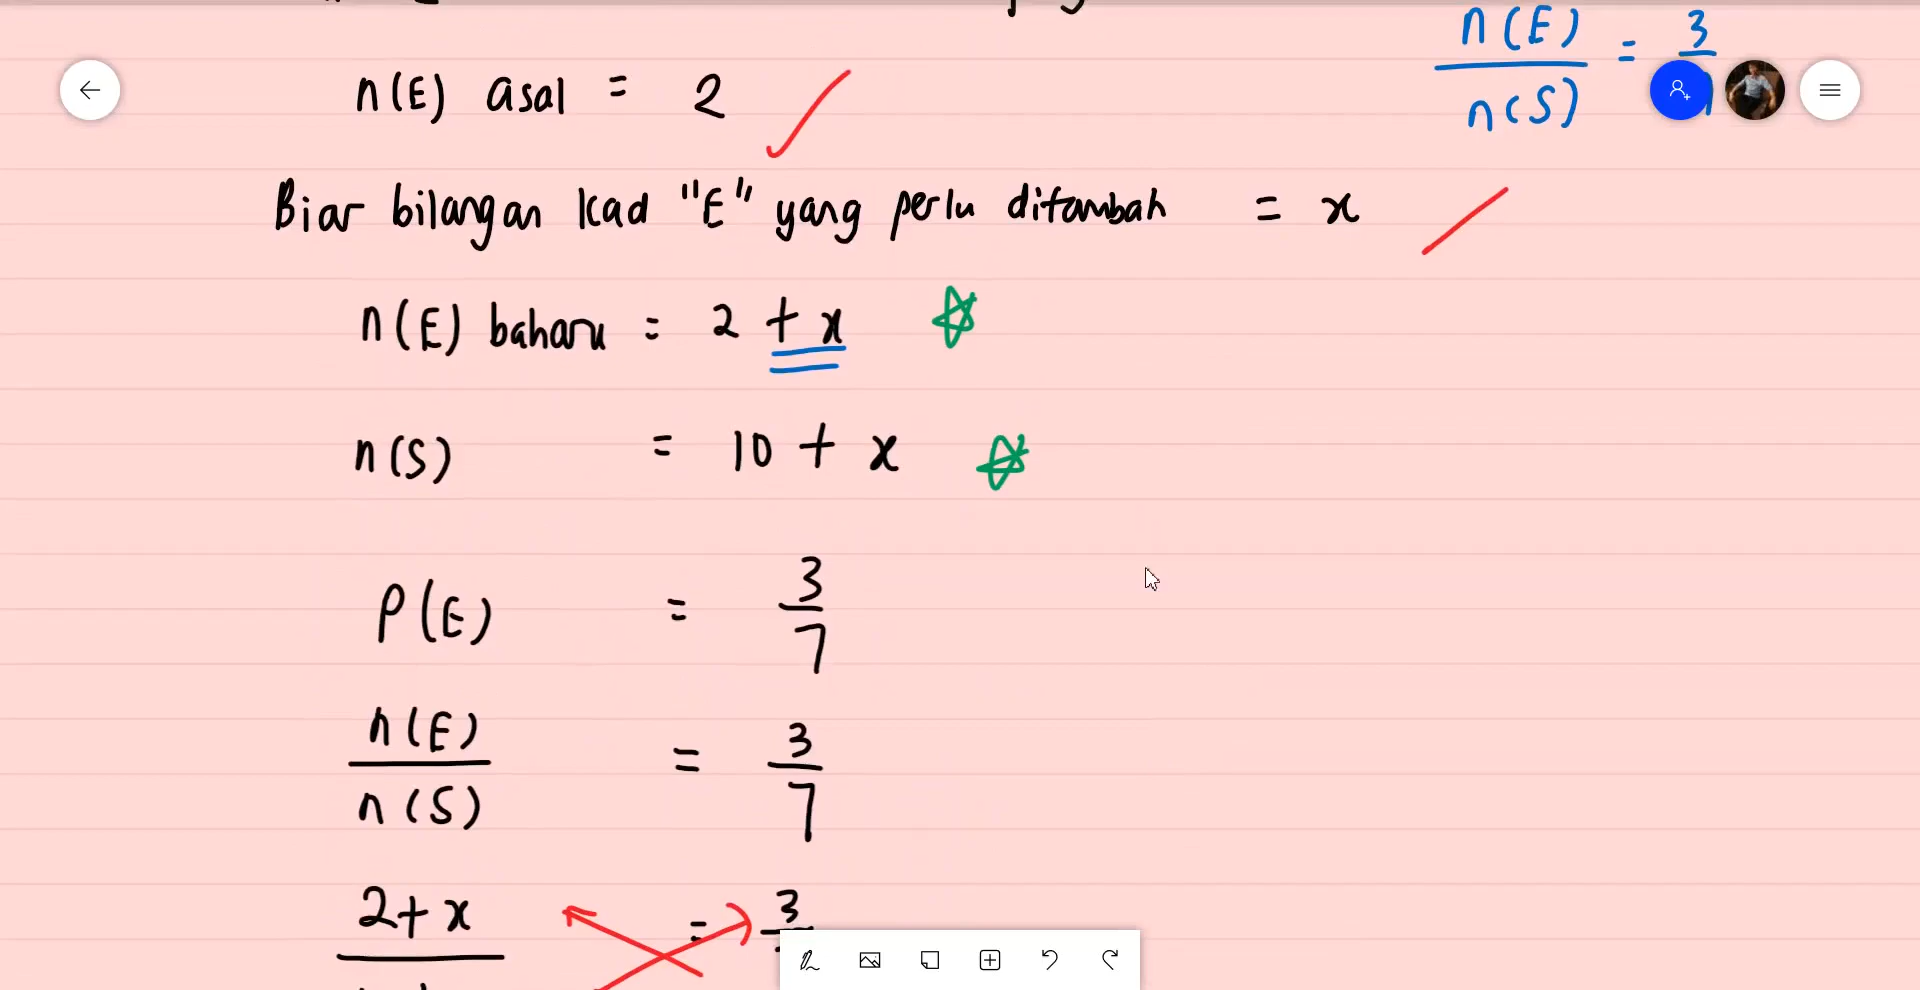 n(E) / n(S) = 3
n(E) asal = 2
Biar bilangan kad "E" yang perlu ditambah = x
n(E) baharu = 2 + x
n(S) = 10 + x
P(E) = 3/7
n(E) / n(S) = 3/7
2 + x = 3